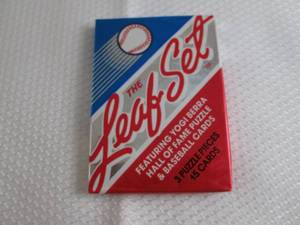 THE
Leaf Set
FEATURING YOGI BERRA
HALL OF FAME PUZZLE
& BASEBALL CARDS
3 PUZZLE PIECES
15 CARDS